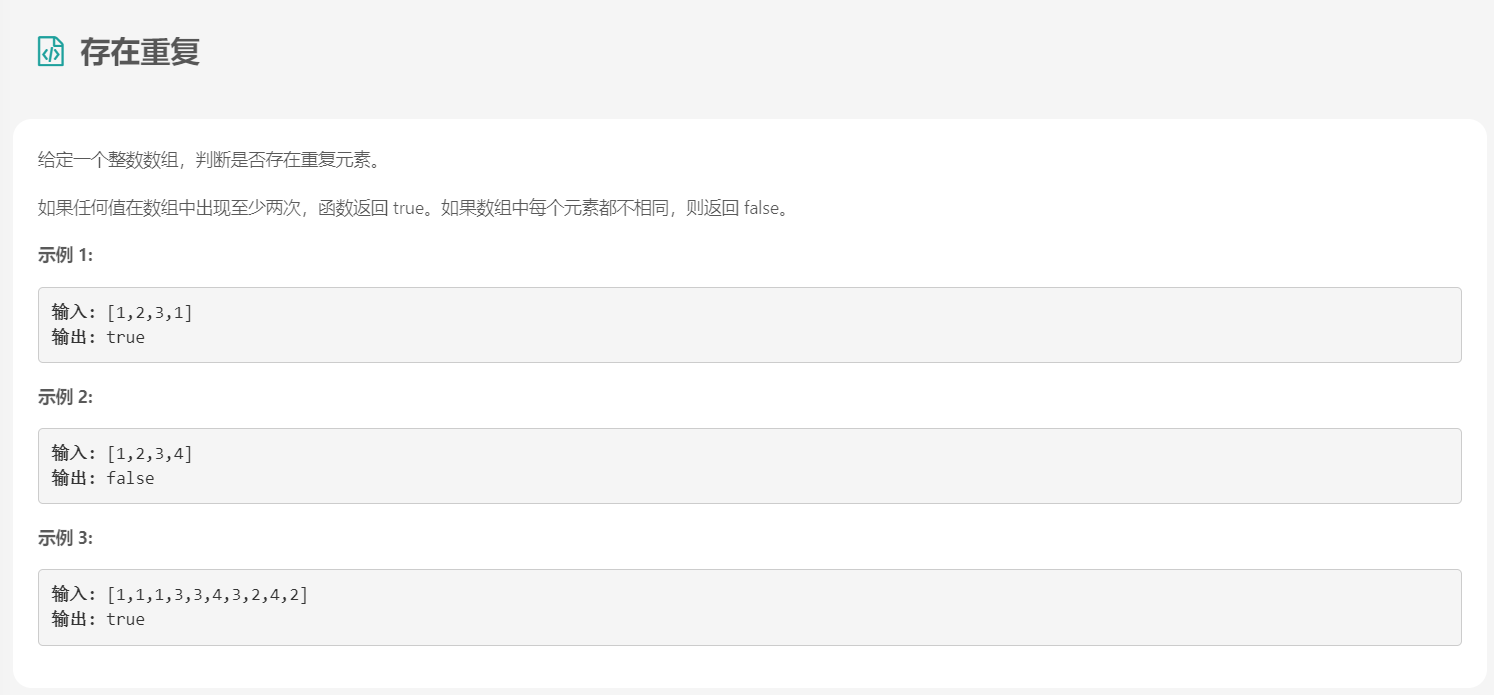 存在重复
给定一个整数数组，判断是否存在重复元素。
如果任何值在数组中出现至少两次，函数返回 true。如果数组中每个元素都不相同，则返回 false。
示例 1:
输入: [1,2,3,1]
输出: true
示例 2:
输入: [1,2,3,4]
输出: false
示例 3:
输入: [1,1,1,3,3,4,3,2,4,2]
输出: true